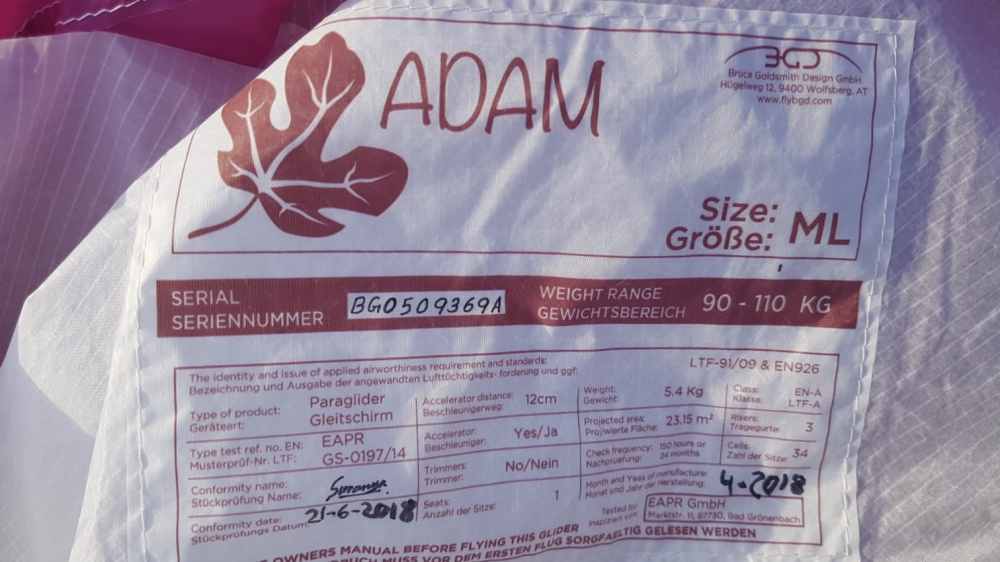 ADAM
BGD
Bruce Goldsmith Design GmbH
Hügelweg 12, 9400 Wolfsberg, AT
www.flybgd.com
Size:
Größe: ML
SERIAL
SERIENNUMMER
BG0509369A
WEIGHT RANGE
GEWICHTSBEREICH
90 - 110 KG
The identity and issue of applied airworthiness requirement and standards:
Bezeichnung und Ausgabe der angewandten Lufttüchtigkeits- forderung und ggf:
LTF-91/09 & EN926
Type of product:
Geräteart:
Paraglider
Gleitschirm
Accelerator distance:
Beschleunigerweg:
12cm
Weight:
Gewicht:
5.4 Kg
Class:
Klasse:
EN-A
LTF-A
Type test ref. no. EN:
Musterprüf-Nr. LTF:
EAPR
GS-0197/14
Accelerator:
Beschleuniger:
Yes/Ja
Projected area:
Projiwierte Fläche:
23.15 m²
Risers:
Tragegurte:
3
Conformity name:
Stückprüfung Name:
Trimmers:
Trimmer:
No/Nein
Check frequency:
Nachpruefung:
150 hours or
24 months
Cells:
Zahl der Sitze:
34
Conformity date:
Stückprüfungs Datum:
21-6-2018
Seats:
Anzahl der Sitze:
1
Month and Year of manufacture:
Monat und Jahr der Herstellung:
4-2018
Tested by:
Inspiziert von:
EAPR GmbH
Marktstr. 11, 87730, Bad Grönenbach
OWNERS MANUAL BEFORE FLYING THIS GLIDER
MUSS VOR DEM ERSTEN FLUG SORGFAELTIG GELESEN WERDEN